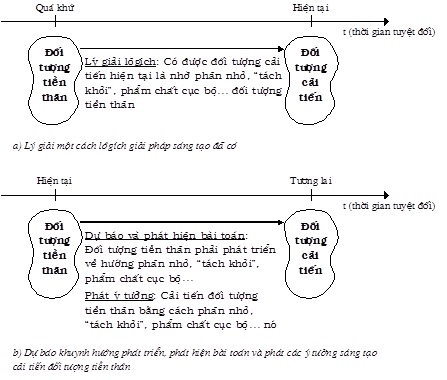 Quá khứ
Hiện tại
t (thời gian tuyệt đối)
Đối
tượng
tiền
thân
Lý giải lôgích: Có được đối tượng cải
tiến hiện tại là nhờ phân nhỏ, “tách
khỏi”, phẩm chất cục bộ... đối tượng
tiền thân
Đối
tượng
cải
tiến
a) Lý giải một cách lôgích giải pháp sáng tạo đã có
Hiện tại
Tương lai
t (thời gian tuyệt đối)
Đối
tượng
tiền
thân
Dự báo và phát hiện bài toán:
Đối tượng tiền thân phải phát triển
về hướng phân nhỏ, “tách khỏi”,
phẩm chất cục bộ...
Phát ý tưởng: Cải tiến đối tượng
tiền thân bằng cách phân nhỏ,
“tách khỏi”, phẩm chất cục bộ... nó
Đối
tượng
cải
tiến
b) Dự báo khuynh hướng phát triển, phát hiện bài toán và phát các ý tưởng sáng tạo
cải tiến đối tượng tiền thân